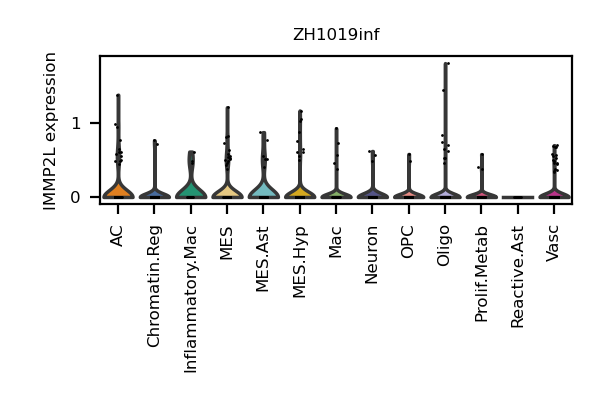 ZH1019inf
IMMP2L expression
1
0
AC
Chromatin.Reg
Inflammatory.Mac
MES
MES.Ast
MES.Hyp
Mac
Neuron
OPC
Oligo
Prolif.Metab
Reactive.Ast
Vasc